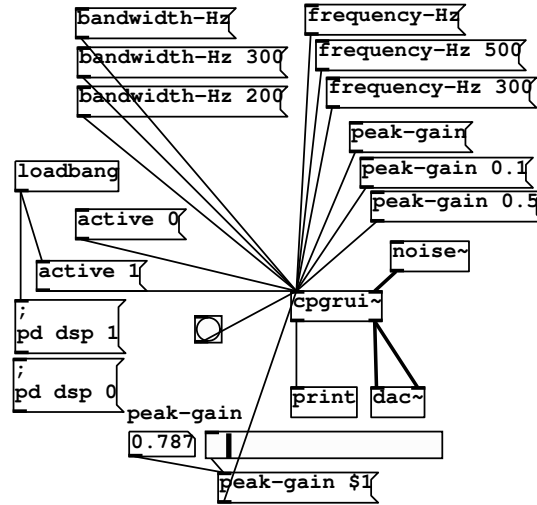 bandwidth-Hz
frequency-Hz
bandwidth-Hz 300
frequency-Hz 500
bandwidth-Hz 200
frequency-Hz 300
peak-gain
loadbang
peak-gain 0.1
peak-gain 0.5
active 0
noise~
active 1
cpgrui~
;
pd dsp 1
;
pd dsp 0
print
dac~
peak-gain
0.787
peak-gain $1